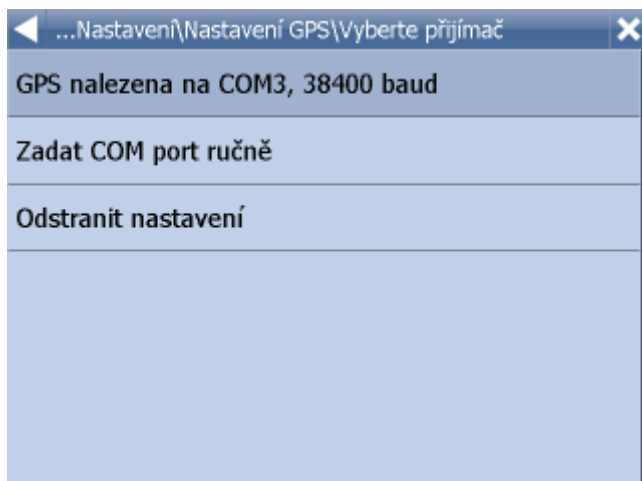 ...Nastavení\Nastavení GPS\Vyberte přijímač
GPS nalezena na COM3, 38400 baud
Zadat COM port ručně
Odstranit nastavení